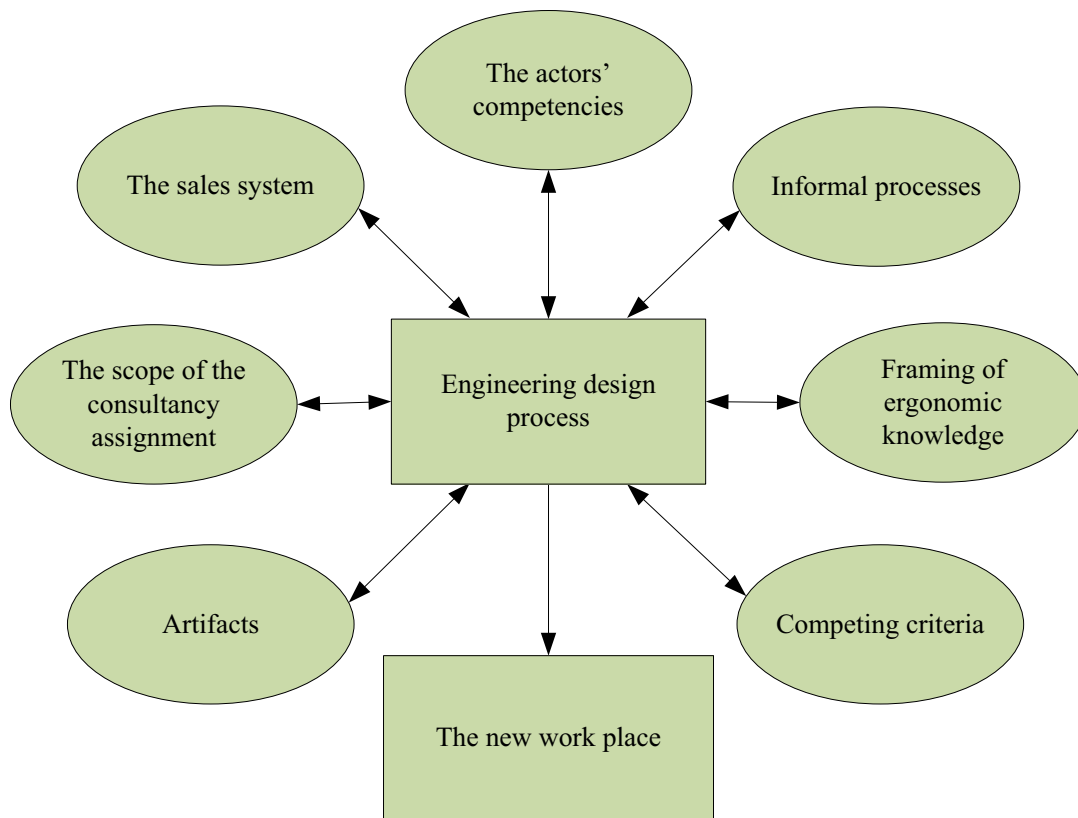 The actors’
competencies
The sales system
Informal processes
The scope of the
consultancy
assignment
Engineering design
process
Framing of
ergonomic
knowledge
Artifacts
Competing criteria
The new work place